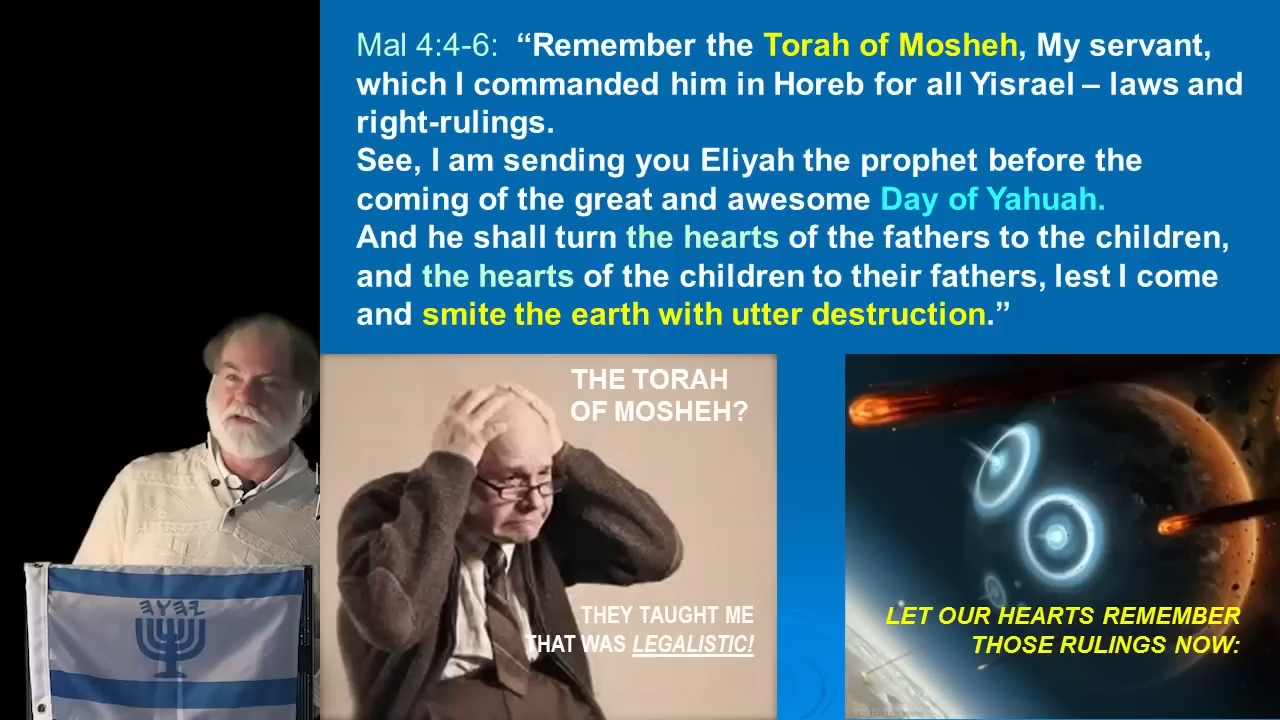 Mal 4:4-6: “Remember the Torah of Mosheh, My servant,
which I commanded him in Horeb for all Yisrael – laws and
right-rulings.
See, I am sending you Eliyah the prophet before the
coming of the great and awesome Day of Yahuah.
And he shall turn the hearts of the fathers to the children,
and the hearts of the children to their fathers, lest I come
and smite the earth with utter destruction.”
THE TORAH
OF MOSHEH?
THEY TAUGHT ME
THAT WAS LEGALISTIC!
LET OUR HEARTS REMEMBER
THOSE RULINGS NOW:
𐤉𐤄𐤅𐤄